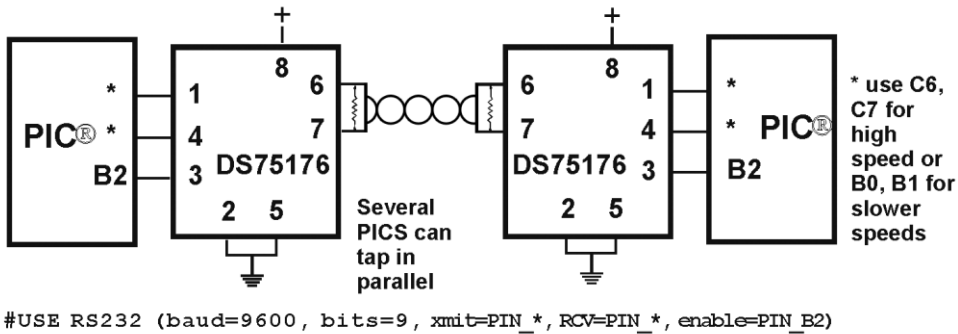 +
+
8
8
* 1 6 6 1 *
PIC® * 4 7 7 4 * PIC®
B2 3 DS75176 DS75176 3 B2
2 5
2 5
Several
PICS can
tap in
parallel
* use C6,
C7 for
high
speed or
B0, B1 for
slower
speeds
#USE RS232 (baud=9600, bits=9, xmit=PIN_*, RCV=PIN_*, enable=PIN_B2)